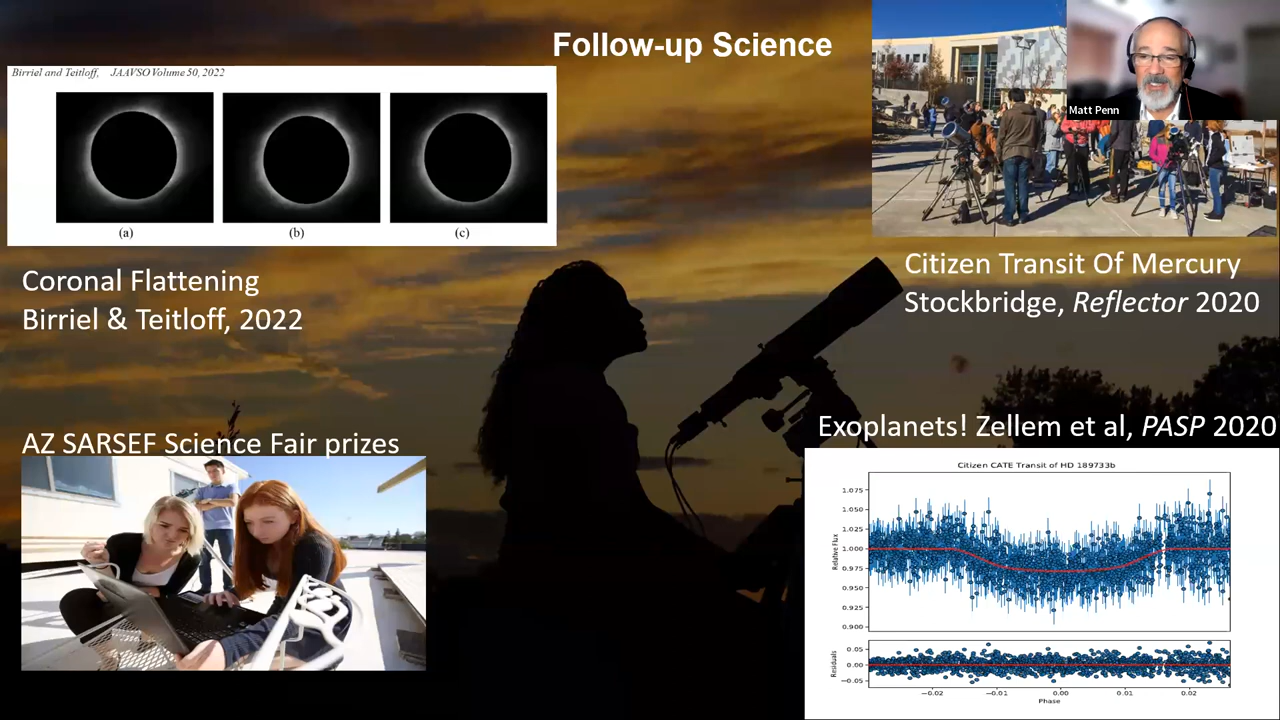 Follow-up Science
Birriel and Teitloff, JAAVSO Volume 50, 2022
(a) (b) (c)
Coronal Flattening
Birriel & Teitloff, 2022
Matt Penn
Citizen Transit Of Mercury
Stockbridge, Reflector 2020
AZ SARSEF Science Fair prizes
Exoplanets! Zellem et al, PASP 2020
Citizen CATE Transit of HD 189733b
1.075
1.050
1.025
1.000
0.975
0.950
0.925
0.900
Relative Flux
0.05
0.00
−0.05
Residuals
−0.02 −0.01 0.00 0.01 0.02
Phase